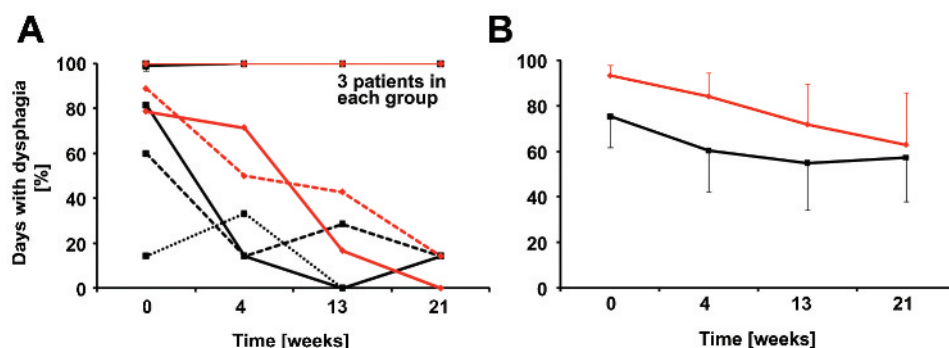 A
Days with dysphagia
[%]
100
80
60
40
20
0
3 patients in
each group
0 4 13 21
Time [weeks]
B
100
80
60
40
20
0
0 4 13 21
Time [weeks]